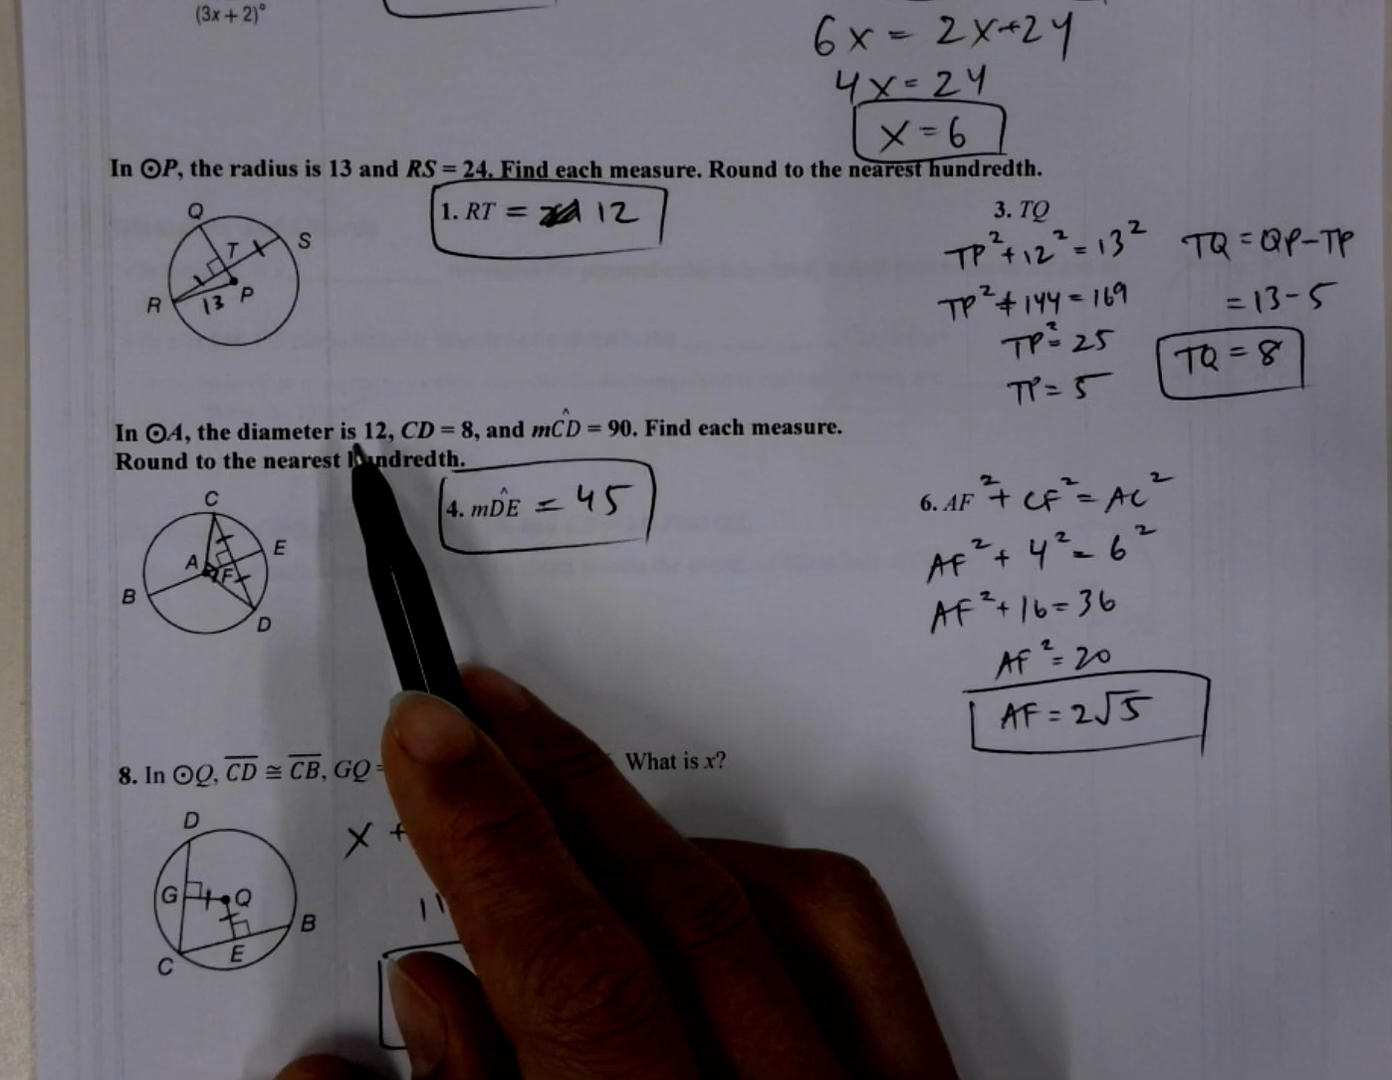 (3x + 2)°
6x = 2x+24
4x = 24
x = 6
In ⊙P, the radius is 13 and RS = 24. Find each measure. Round to the nearest hundredth.
1. RT = 12
3. TQ
TP² + 12² = 13²
TP² + 144 = 169
TP² = 25
TP = 5
TQ = QP - TP
= 13 - 5
TQ = 8
Q
T
S
R
13
P
In ⊙A, the diameter is 12, CD = 8, and mCD̂ = 90. Find each measure.
Round to the nearest hundredth.
4. mDÊ = 45
6. AF² + CF² = AC²
AF² + 4² = 6²
AF² + 16 = 36
AF² = 20
AF = 2√5
C
E
A
F
B
D
8. In ⊙Q, C̅D̅ ≅ C̅B̅, GQ = What is x?
x +
11
D
G
Q
B
E
C